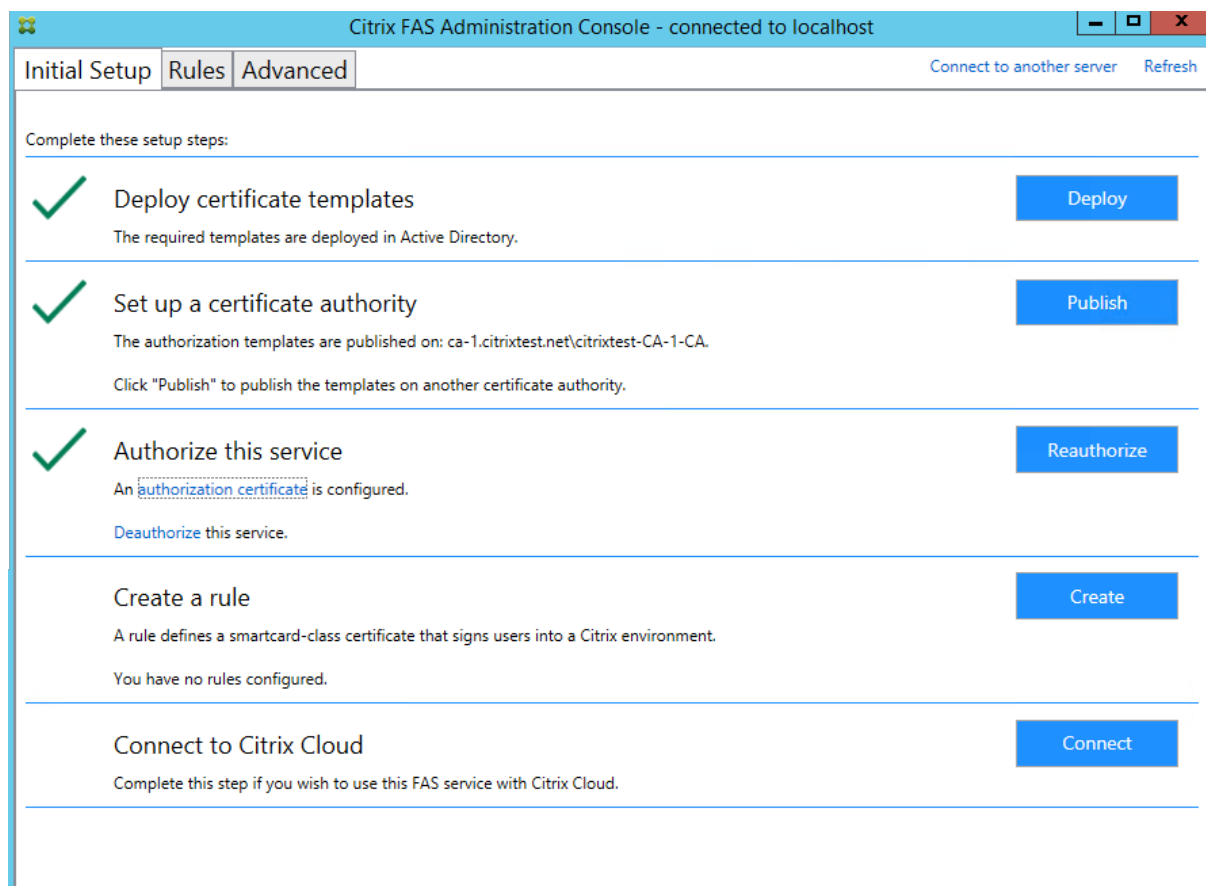 Citrix FAS Administration Console - connected to localhost
Initial Setup Rules Advanced Connect to another server Refresh
Complete these setup steps:
Deploy certificate templates Deploy
The required templates are deployed in Active Directory.
Set up a certificate authority Publish
The authorization templates are published on: ca-1.citrixtest.net\citrixtest-CA-1-CA.
Click "Publish" to publish the templates on another certificate authority.
Authorize this service Reauthorize
An authorization certificate is configured.
Deauthorize this service.
Create a rule Create
A rule defines a smartcard-class certificate that signs users into a Citrix environment.
You have no rules configured.
Connect to Citrix Cloud Connect
Complete this step if you wish to use this FAS service with Citrix Cloud.